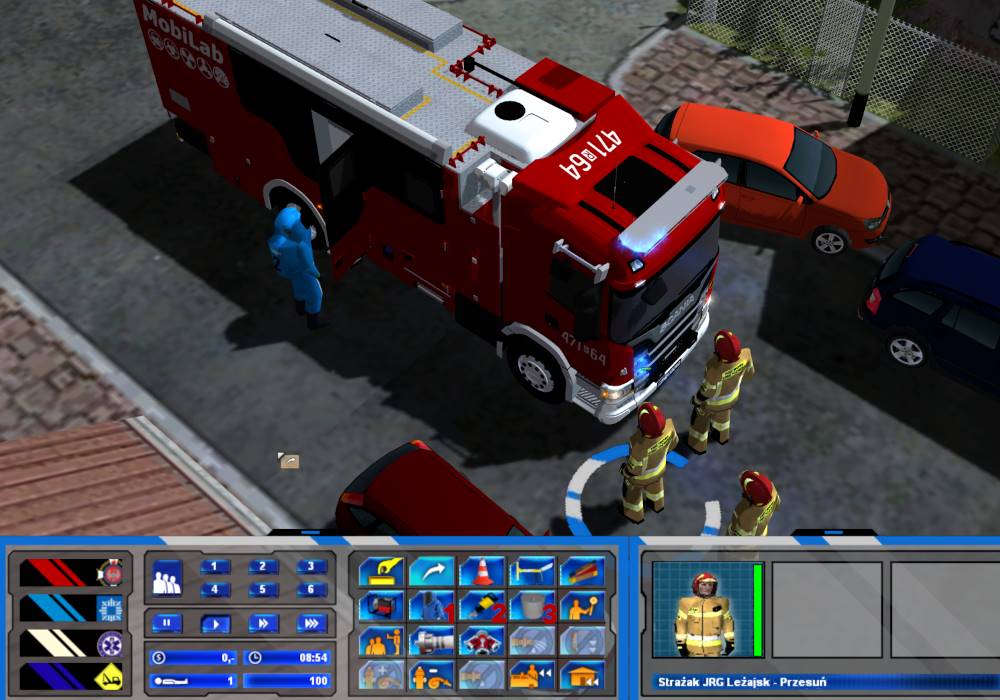 MobiLab
471 R 64
SCANIA
471 R 64
1 2 3
4 5 6
1 2 3
S 0,- 08:54
1 100
Strażak JRG Leżajsk - Przesuń